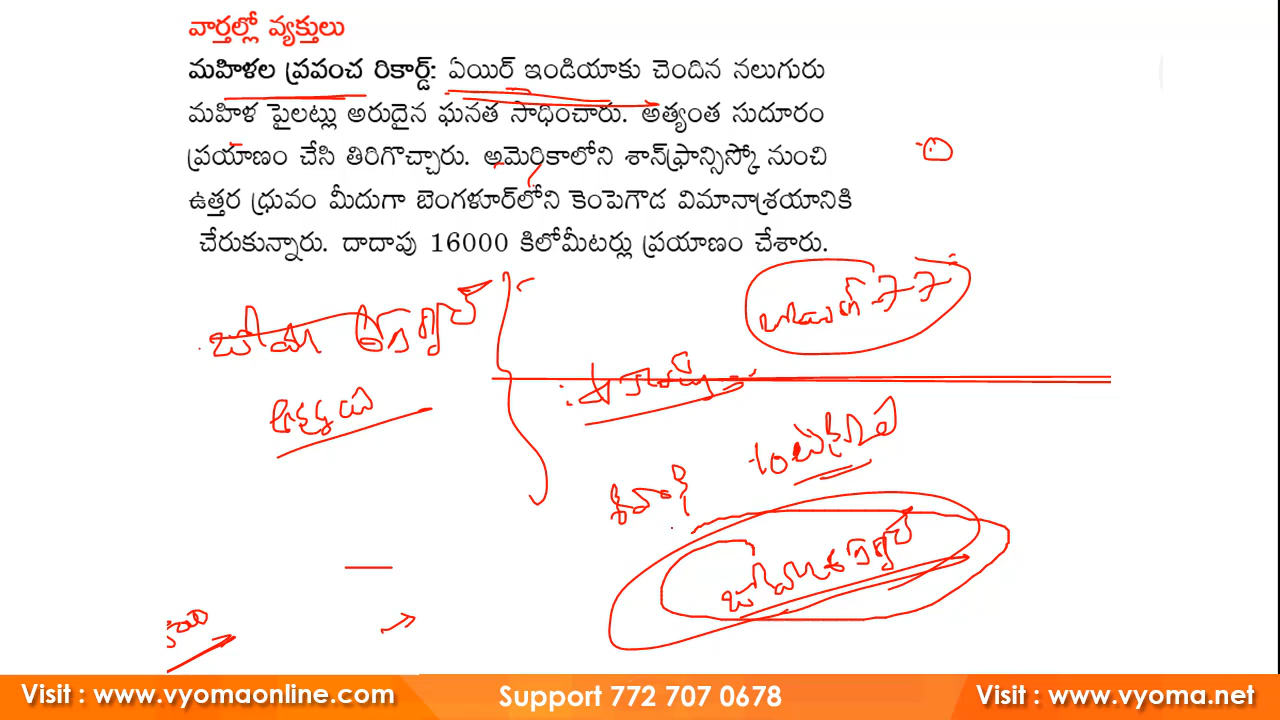 వార్తల్లో వ్యక్తులు
మహిళల ప్రపంచ రికార్డ్: ఏయిర్ ఇండియాకు చెందిన నలుగురు
మహిళ పైలట్లు అరుదైన ఘనత సాధించారు. అత్యంత సుదూరం
ప్రయాణం చేసి తిరిగొచ్చారు. అమెరికాలోని శాన్‌ఫ్రాన్సిస్కో నుంచి
ఉత్తర ధ్రువం మీదుగా బెంగళూర్‌లోని కెంపెగౌడ విమానాశ్రయానికి
చేరుకున్నారు. దాదాపు 16000 కిలోమీటర్లు ప్రయాణం చేశారు.
జోయా అగర్వాల్
Visit : www.vyomaonline.com Support 772 707 0678 Visit : www.vyoma.net